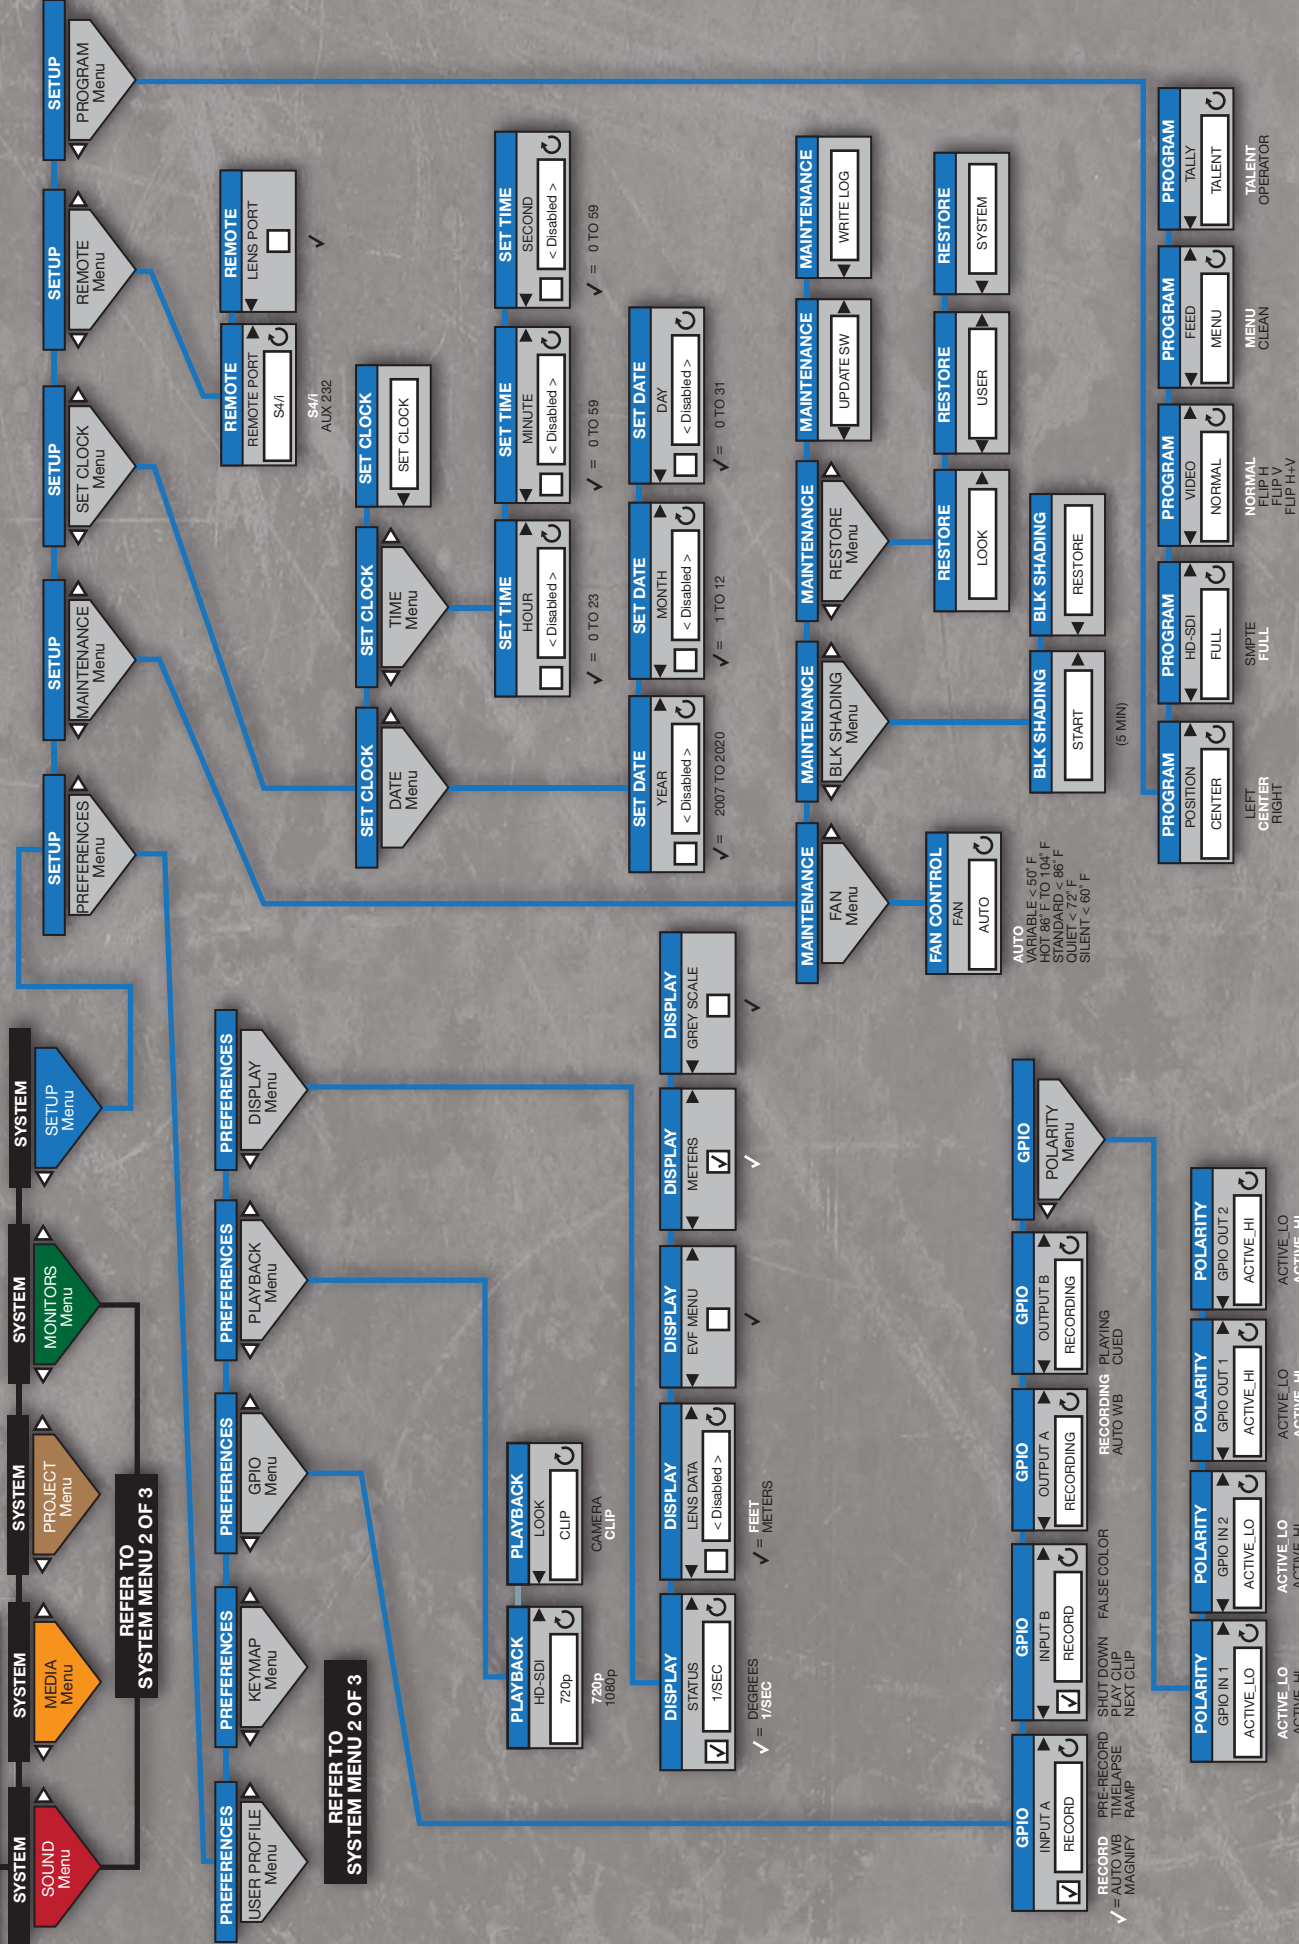 SYSTEM
SOUND
Menu
SYSTEM
MEDIA
Menu
SYSTEM
PROJECT
Menu
SYSTEM
MONITORS
Menu
SYSTEM
SETUP
Menu
REFER TO
SYSTEM MENU 2 OF 3
SETUP
PREFERENCES
Menu
SETUP
MAINTENANCE
Menu
SETUP
SET CLOCK
Menu
SETUP
REMOTE
Menu
SETUP
PROGRAM
Menu
PREFERENCES
USER PROFILE
Menu
PREFERENCES
KEYMAP
Menu
PREFERENCES
GPIO
Menu
PREFERENCES
PLAYBACK
Menu
PREFERENCES
DISPLAY
Menu
REFER TO
SYSTEM MENU 2 OF 3
REMOTE
REMOTE PORT
S4/i
S4/i
AUX 232
REMOTE
LENS PORT
✓
SET CLOCK
DATE
Menu
SET CLOCK
TIME
Menu
SET CLOCK
SET CLOCK
SET TIME
HOUR
< Disabled >
✓ = 0 TO 23
SET TIME
MINUTE
< Disabled >
✓ = 0 TO 59
SET TIME
SECOND
< Disabled >
✓ = 0 TO 59
SET DATE
YEAR
< Disabled >
✓ = 2007 TO 2020
SET DATE
MONTH
< Disabled >
✓ = 1 TO 12
SET DATE
DAY
< Disabled >
✓ = 0 TO 31
PLAYBACK
HD-SDI
720p
720p
1080p
PLAYBACK
LOOK
CLIP
CAMERA
CLIP
DISPLAY
STATUS
1/SEC
✓ = DEGREES
1/SEC
DISPLAY
LENS DATA
< Disabled >
✓ = FEET
METERS
DISPLAY
EVF MENU
✓
DISPLAY
METERS
✓
DISPLAY
GREY SCALE
✓
MAINTENANCE
FAN
Menu
MAINTENANCE
BLK SHADING
Menu
MAINTENANCE
RESTORE
Menu
MAINTENANCE
UPDATE SW
MAINTENANCE
WRITE LOG
FAN CONTROL
FAN
AUTO
AUTO
VARIABLE < 50° F
HOT 86° F TO 104° F
STANDARD < 86° F
QUIET < 72° F
SILENT < 60° F
RESTORE
LOOK
RESTORE
USER
RESTORE
SYSTEM
BLK SHADING
START
(5 MIN)
BLK SHADING
RESTORE
GPIO
INPUT A
RECORD
GPIO
INPUT B
RECORD
✓ = RECORD
AUTO WB
MAGNIFY
PRE-RECORD
TIMELAPSE
RAMP
SHUT DOWN
PLAY CLIP
NEXT CLIP
FALSE COLOR
GPIO
OUTPUT A
RECORDING
GPIO
OUTPUT B
RECORDING
RECORDING
AUTO WB
PLAYING
CUED
GPIO
POLARITY
Menu
PROGRAM
POSITION
CENTER
LEFT
CENTER
RIGHT
PROGRAM
HD-SDI
FULL
SMPTE
FULL
PROGRAM
VIDEO
NORMAL
NORMAL
FLIP H
FLIP V
FLIP H+V
PROGRAM
FEED
MENU
MENU
CLEAN
PROGRAM
TALLY
TALENT
TALENT
OPERATOR
POLARITY
GPIO IN 1
ACTIVE_LO
ACTIVE_LO
ACTIVE_HI
POLARITY
GPIO IN 2
ACTIVE_LO
ACTIVE_LO
ACTIVE_HI
POLARITY
GPIO OUT 1
ACTIVE_HI
ACTIVE_LO
ACTIVE_HI
POLARITY
GPIO OUT 2
ACTIVE_HI
ACTIVE_LO
ACTIVE_HI